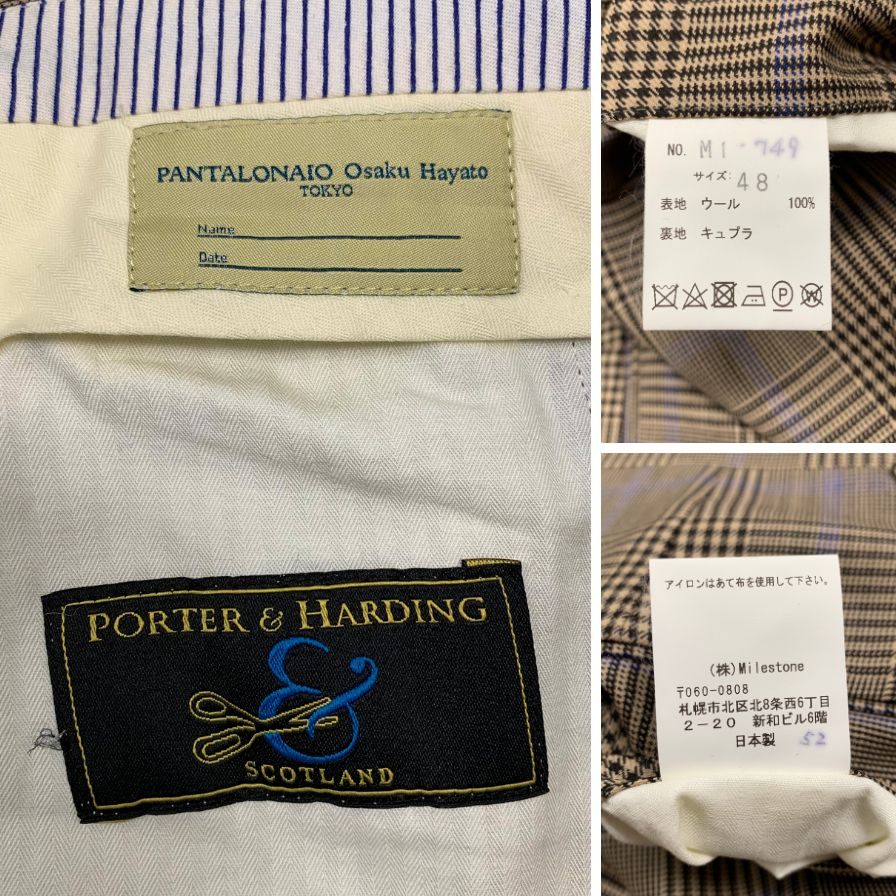 PANTALONAIO Osaku Hayato
TOKYO
Name
Date
PORTER & HARDING
&
SCOTLAND
NO. M1-749
サイズ: 48
表地 ウール 100%
裏地 キュプラ
P W
アイロンはあて布を使用して下さい。
(株)Milestone
〒060-0808
札幌市北区北8条西6丁目
2-20 新和ビル6階
日本製 52